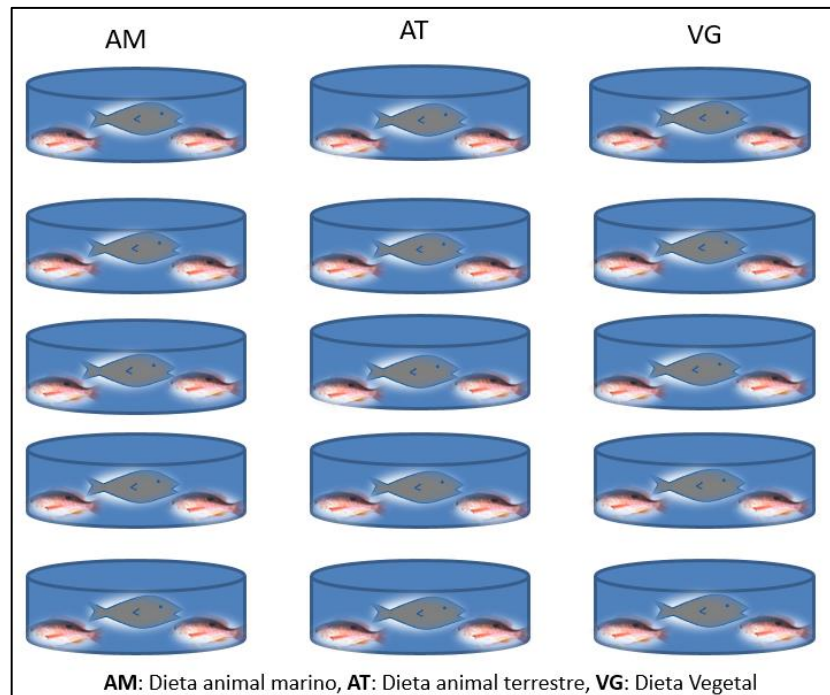 AM AT VG
AM: Dieta animal marino, AT: Dieta animal terrestre, VG: Dieta Vegetal